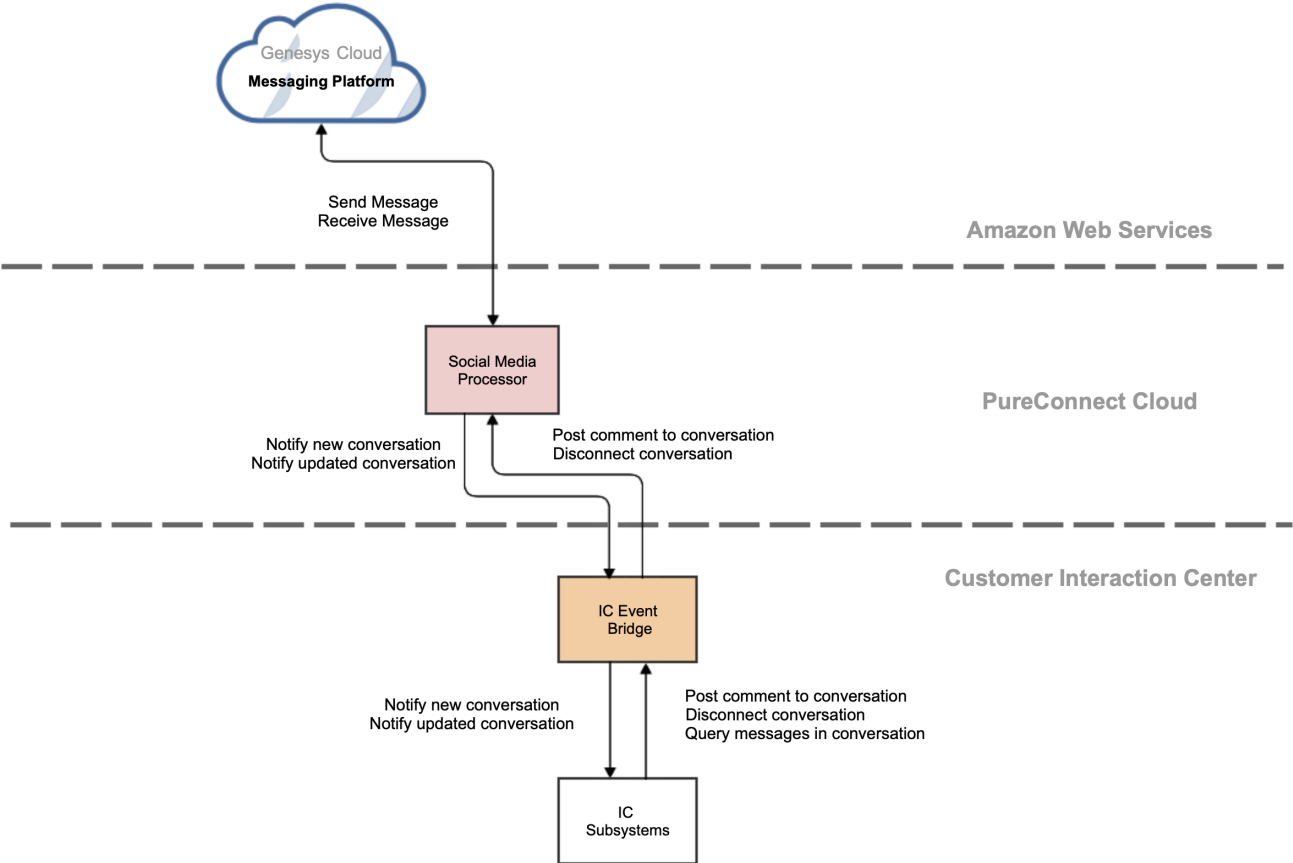 Genesys Cloud
Messaging Platform
Send Message
Receive Message
Amazon Web Services
Social Media
Processor
PureConnect Cloud
Notify new conversation
Notify updated conversation
Post comment to conversation
Disconnect conversation
Customer Interaction Center
IC Event
Bridge
Notify new conversation
Notify updated conversation
Post comment to conversation
Disconnect conversation
Query messages in conversation
IC
Subsystems